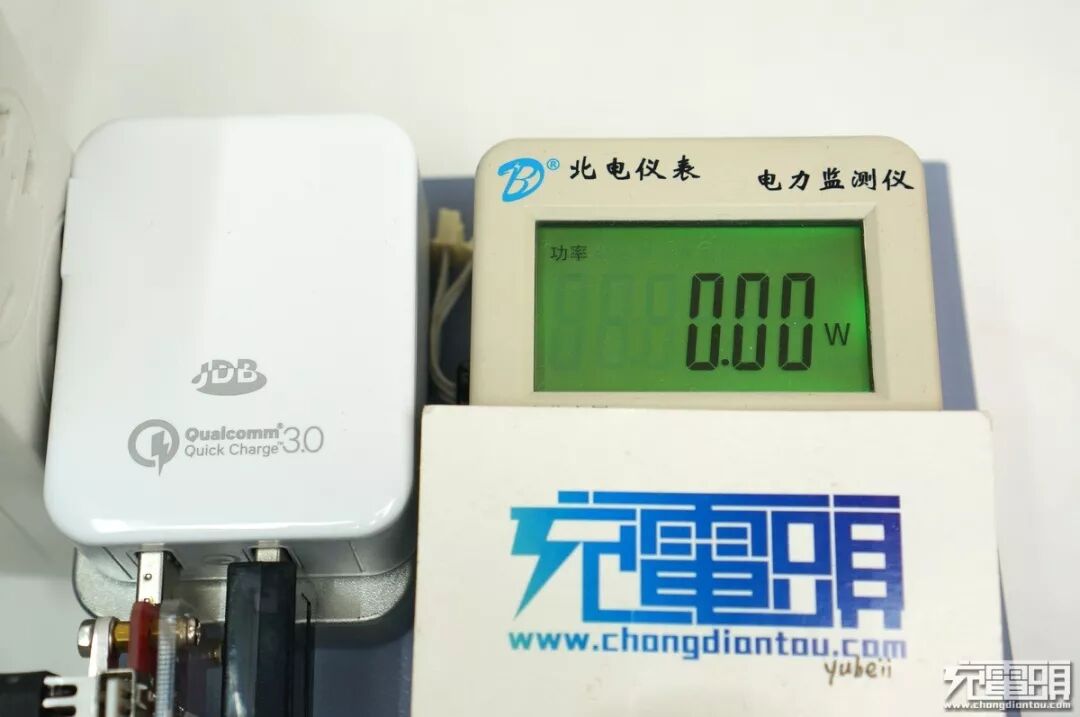 JDB
Qualcomm®
Quick Charge™ 3.0
® 北电仪表
电力监测仪
功率
0.00 W
充電頭
www.chongdiantou.com
yubeii
充電頭
www.chongdiantou.com